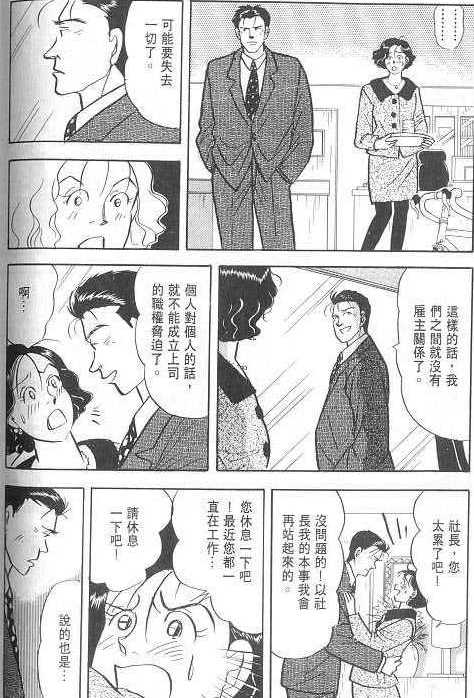 ⋯⋯
可能要失去
一切了。
這樣的話，我
們之間就沒有
雇主關係了。
個人對個人的話，
就不能成立上司
的職權脅迫了。
啊⋯
社長，您
太累了吧！
沒問題的！以社
長我的本事我會
再站起來的。
您休息一下吧
！最近您都一
直在工作⋯
請休息
一下吧！
說的也是⋯